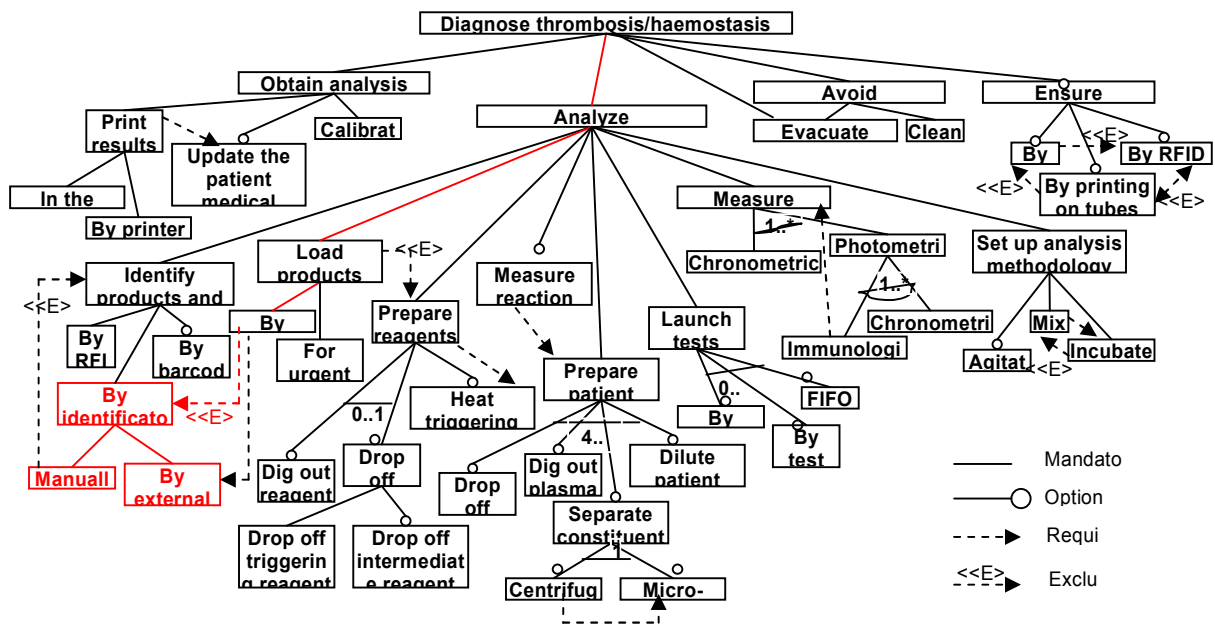 Diagnose thrombosis/haemostasis
Obtain analysis
Avoid
Ensure
Print
results
Calibrat
Analyze
Evacuate
Clean
<<E>
By
By RFID
Update the
patient
medical
<<E>
By printing
on tubes
<<E>
In the
By printer
Measure
1..*
Photometri
Set up analysis
methodology
Identify
products and
Load
products
<<E>
Measure
reaction
Chronometric
<<E>
1..*
By
RFI
By
barcod
By
For
urgent
Prepare
reagents
Launch
tests
Immunologi
Chronometri
Mix
Agitat
Incubate
<<E>
By
identificato
<<E>
0..1
Heat
triggering
Prepare
patient
0..
By
FIFO
Manuall
By
external
Dig out
reagent
Drop
off
4..
Drop
off
Dig out
plasma
Dilute
patient
By
test
Mandato
Option
Drop off
triggerin
g reagent
Drop off
intermediat
e reagent
Separate
constituent
1
Centrifug
Micro-
Requi
<<E>
Exclu